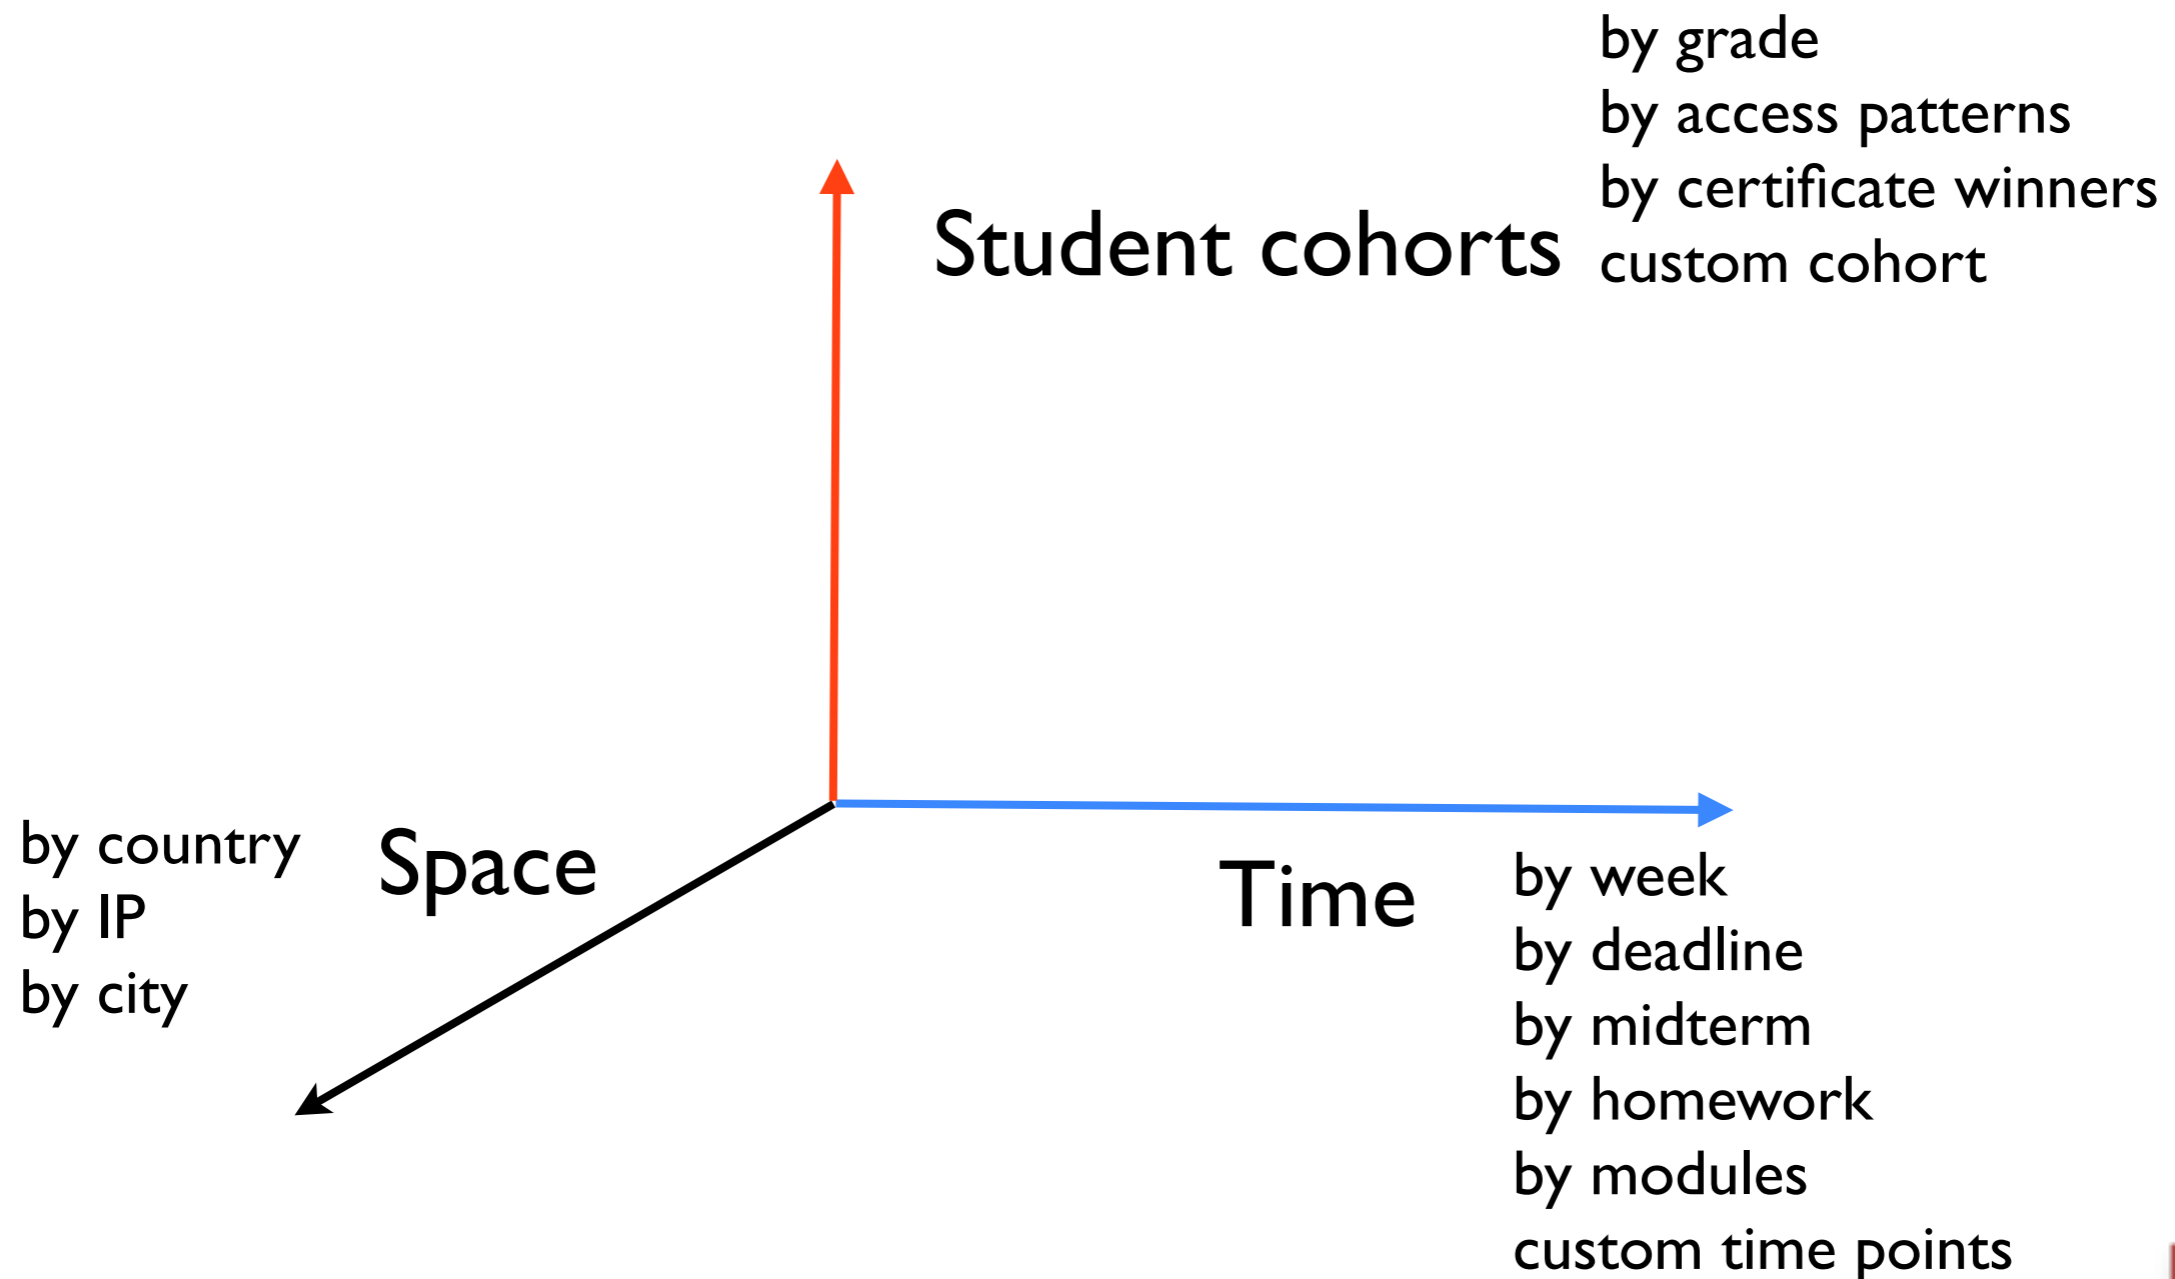 by grade
by access patterns
by certificate winners
Student cohorts
custom cohort
by country
by IP
by city
Space
Time
by week
by deadline
by midterm
by homework
by modules
custom time points